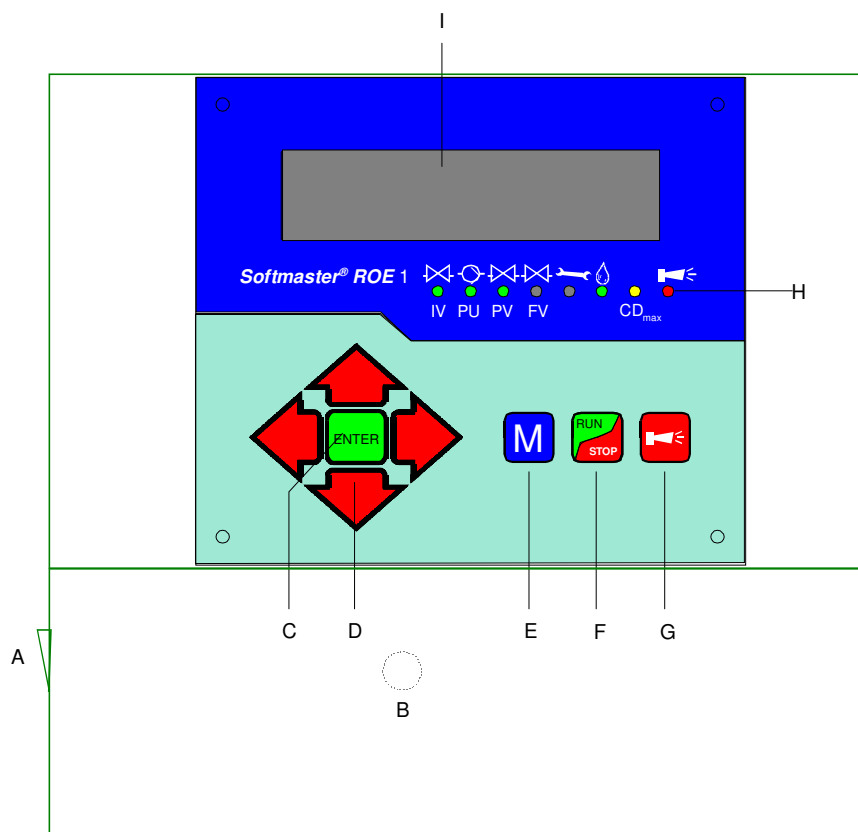 I
Softmaster® ROE 1
IV PU PV FV CDmax
H
ENTER
M
RUN
STOP
C D E F G
A
B